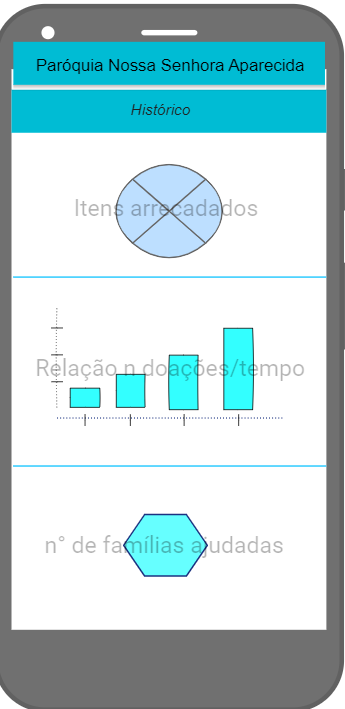 Paróquia Nossa Senhora Aparecida
Histórico
Itens arrecadados
Relação n doações/tempo
n° de famílias ajudadas